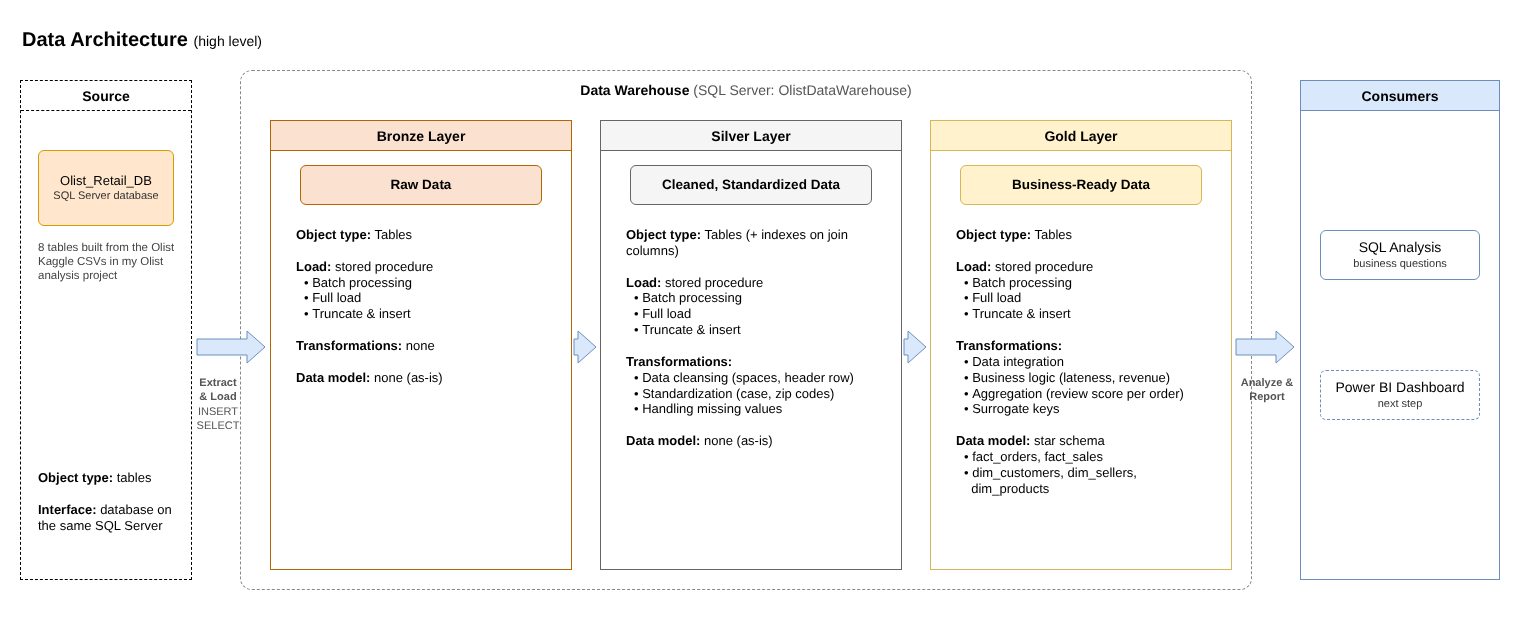 Data Architecture (high level)
Source
Olist_Retail_DB
SQL Server database
8 tables built from the Olist
Kaggle CSVs in my Olist
analysis project
Object type: tables
Interface: database on
the same SQL Server
Extract
& Load
INSERT
SELECT
Data Warehouse (SQL Server: OlistDataWarehouse)
Bronze Layer
Raw Data
Object type: Tables
Load: stored procedure
• Batch processing
• Full load
• Truncate & insert
Transformations: none
Data model: none (as-is)
Silver Layer
Cleaned, Standardized Data
Object type: Tables (+ indexes on join
columns)
Load: stored procedure
• Batch processing
• Full load
• Truncate & insert
Transformations:
• Data cleansing (spaces, header row)
• Standardization (case, zip codes)
• Handling missing values
Data model: none (as-is)
Gold Layer
Business-Ready Data
Object type: Tables
Load: stored procedure
• Batch processing
• Full load
• Truncate & insert
Transformations:
• Data integration
• Business logic (lateness, revenue)
• Aggregation (review score per order)
• Surrogate keys
Data model: star schema
• fact_orders, fact_sales
• dim_customers, dim_sellers,
dim_products
Analyze &
Report
Consumers
SQL Analysis
business questions
Power BI Dashboard
next step